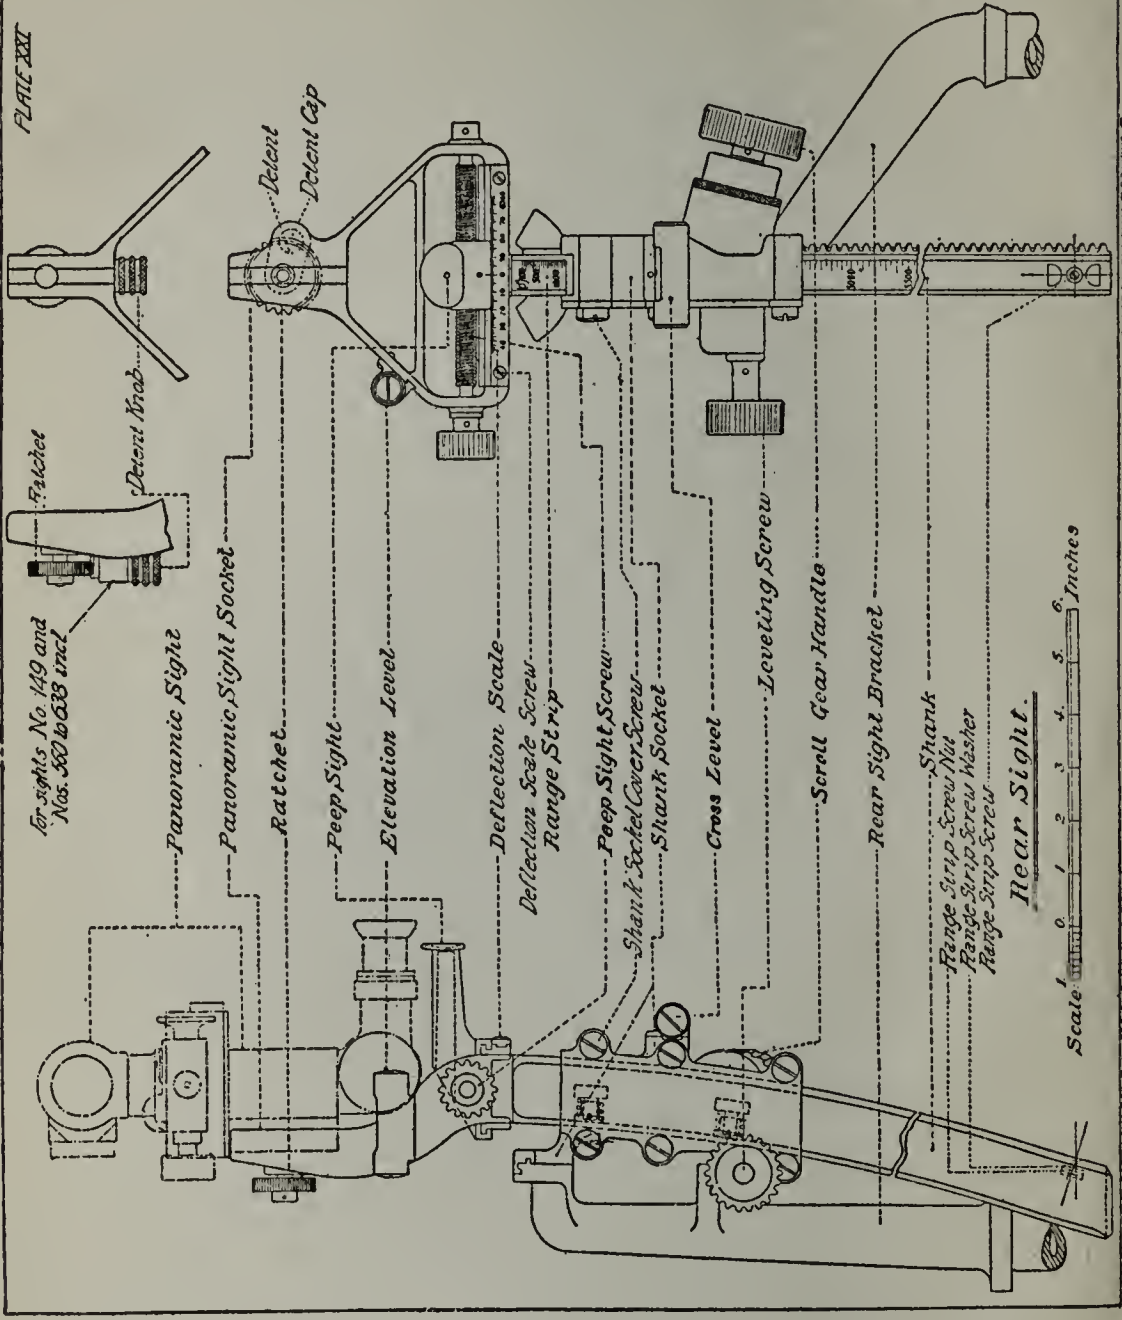 PLATE XXI
Detent
Detent Cap
Ratchet
Detent Knob
For sights No. 149 and
Nos. 550 to 638 incl
Panoramic Sight
Panoramic Sight Socket
Ratchet
Peep Sight
Elevation Level
Deflection Scale
Deflection Scale Screw
Range Strip
Peep Sight Screw
Shank Socket Cover Screw
Shank Socket
Cross Level
Leveling Screw
Scroll Gear Handle
Rear Sight Bracket
Shank
Range Strip Screw Nut
Range Strip Screw Washer
Range Strip Screw
Rear Sight.
Scale 1. 0. 1 2 3 4. 5. 6. Inches